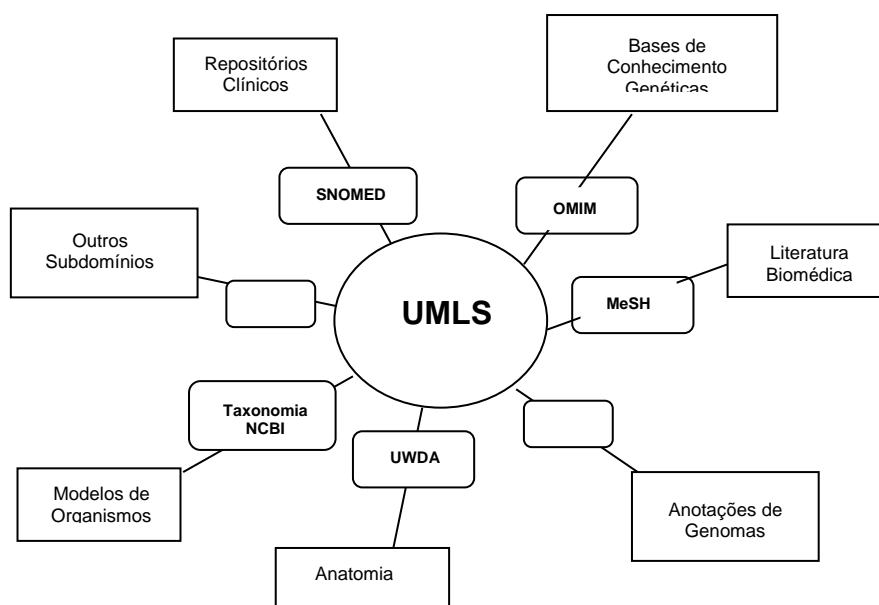 Repositórios
Clínicos
Bases de
Conhecimento
Genéticas
SNOMED
OMIM
Outros
Subdomínios
Literatura
Biomédica
UMLS
MeSH
Taxonomia
NCBI
UWDA
Modelos de
Organismos
Anotações de
Genomas
Anatomia